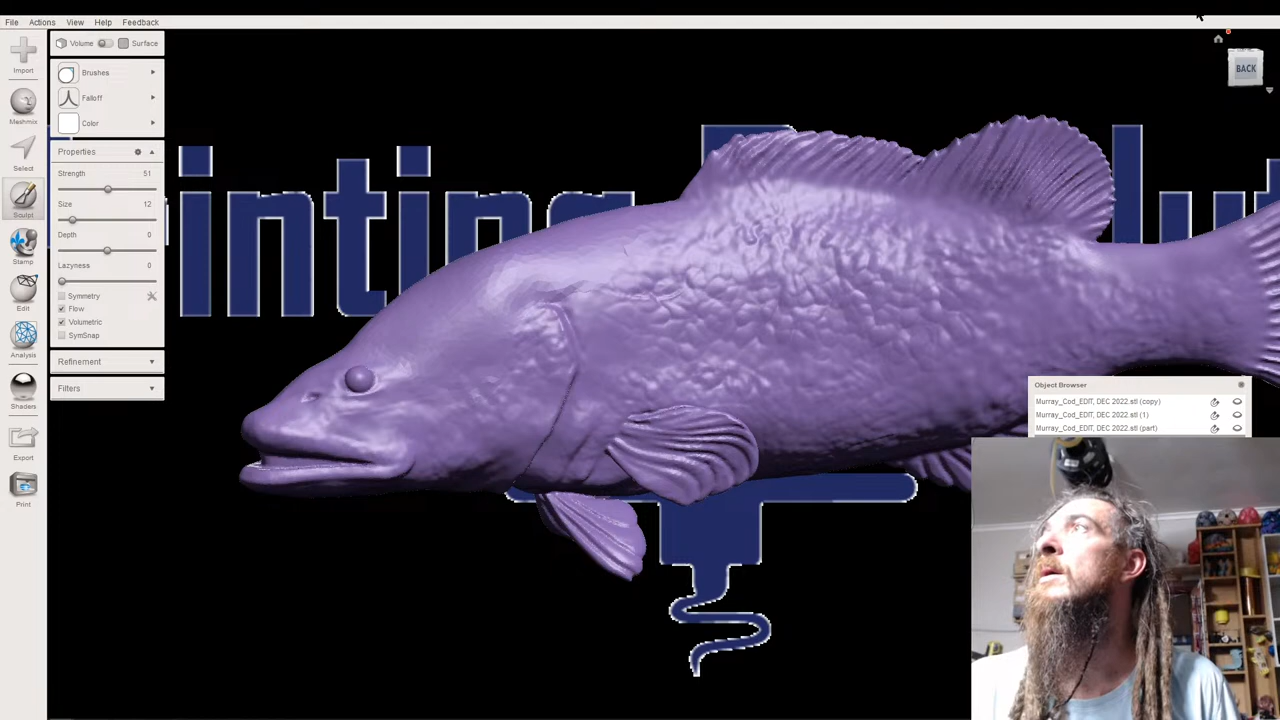 File Actions View Help Feedback
Import
Meshmix
Select
Sculpt
Stamp
Edit
Analysis
Shaders
Export
Print
Volume Surface
Brushes
Falloff
Color
Properties
Strength 51
Size 12
Depth 0
Lazyness 0
Symmetry
Flow
Volumetric
SymSnap
Refinement
Filters
inting
BACK
Object Browser
Murray_Cod_EDIT, DEC 2022.stl (copy)
Murray_Cod_EDIT, DEC 2022.stl (1)
Murray_Cod_EDIT, DEC 2022.stl (part)